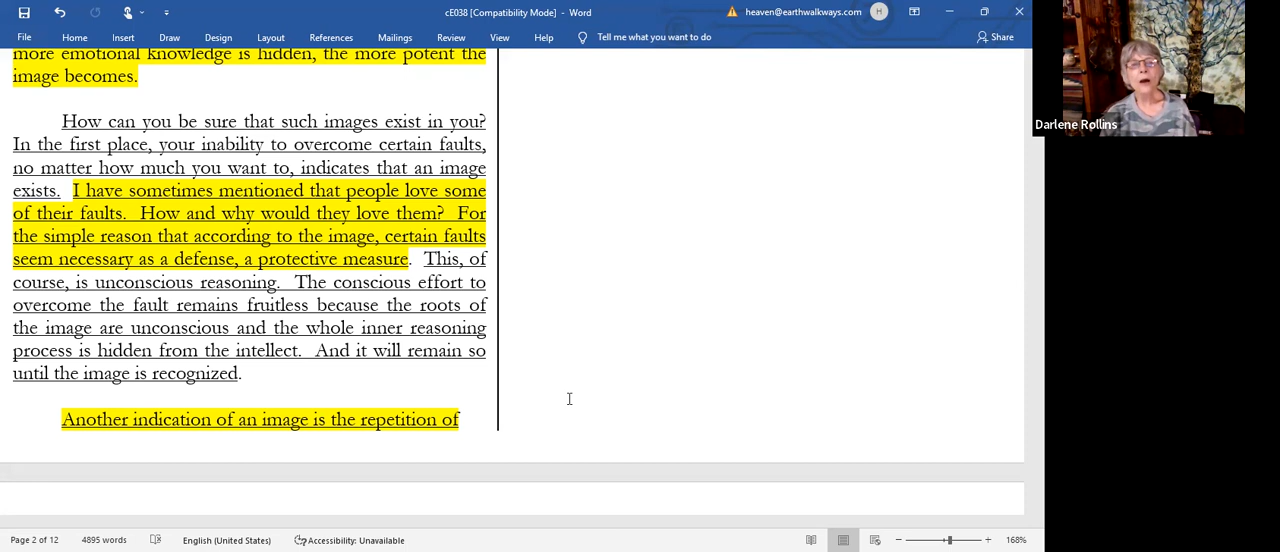 cE038 [Compatibility Mode] - Word
heaven@earthwalkways.com
H
File Home Insert Draw Design Layout References Mailings Review View Help Tell me what you want to do Share
more emotional knowledge is hidden, the more potent the
image becomes.
How can you be sure that such images exist in you?
In the first place, your inability to overcome certain faults,
no matter how much you want to, indicates that an image
exists. I have sometimes mentioned that people love some
of their faults. How and why would they love them? For
the simple reason that according to the image, certain faults
seem necessary as a defense, a protective measure. This, of
course, is unconscious reasoning. The conscious effort to
overcome the fault remains fruitless because the roots of
the image are unconscious and the whole inner reasoning
process is hidden from the intellect. And it will remain so
until the image is recognized.
Another indication of an image is the repetition of
Darlene Rollins
Page 2 of 12 4895 words English (United States) Accessibility: Unavailable 168%